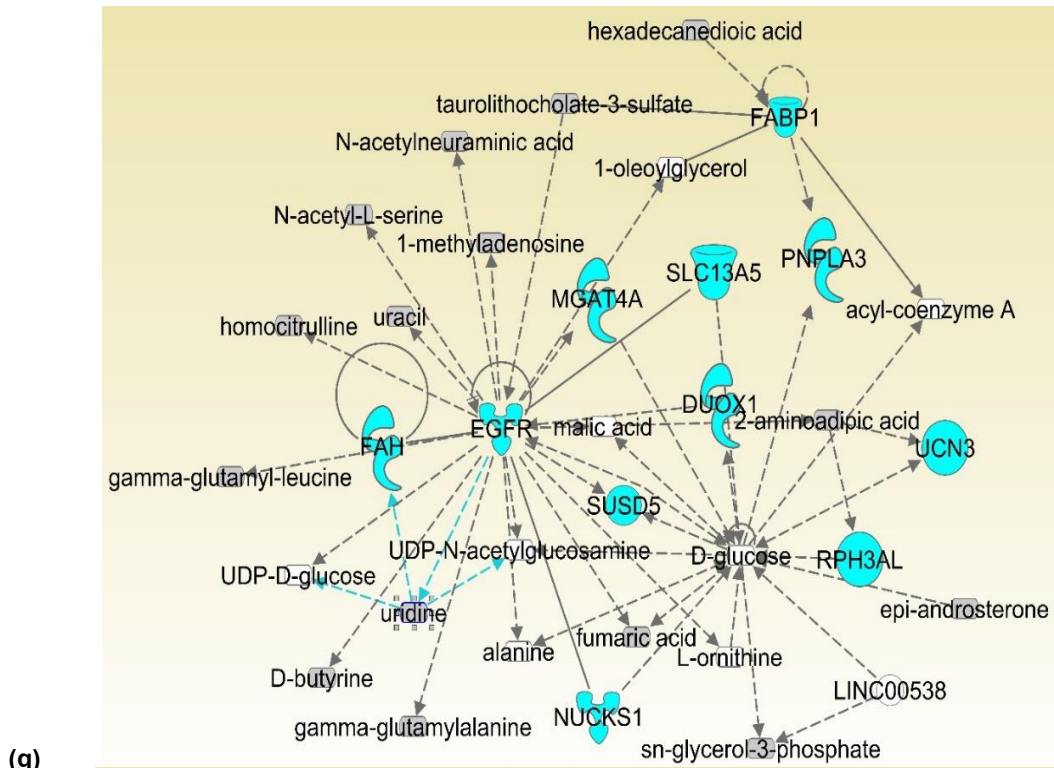 hexadecanedioic acid
taurolithocholate-3-sulfate
FABP1
N-acetylneuraminic acid
1-oleoylglycerol
N-acetyl-L-serine
1-methyladenosine
SLC13A5
PNPLA3
MGAT4A
acyl-coenzyme A
homocitrulline
uracil
DUOX1
2-aminoadipic acid
EGFR
malic acid
FAH
UCN3
gamma-glutamyl-leucine
SUSD5
UDP-N-acetylglucosamine
D-glucose
RPH3AL
UDP-D-glucose
uridine
epi-androsterone
fumaric acid
alanine
L-ornithine
D-butyrine
LINC00538
NUCKS1
gamma-glutamylalanine
sn-glycerol-3-phosphate
(g)